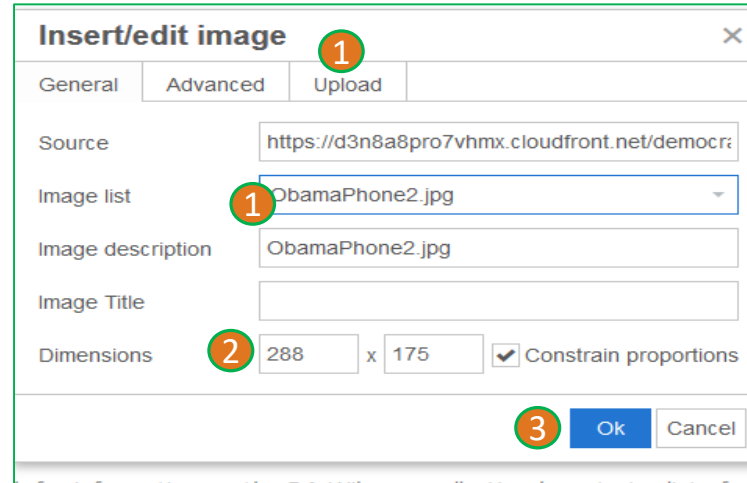 Insert/edit image ×
1
General Advanced Upload
Source https://d3n8a8pro7vhmx.cloudfront.net/democra
Image list 1 ObamaPhone2.jpg
Image description ObamaPhone2.jpg
Image Title
Dimensions 2 288 x 175 Constrain proportions
3 Ok Cancel